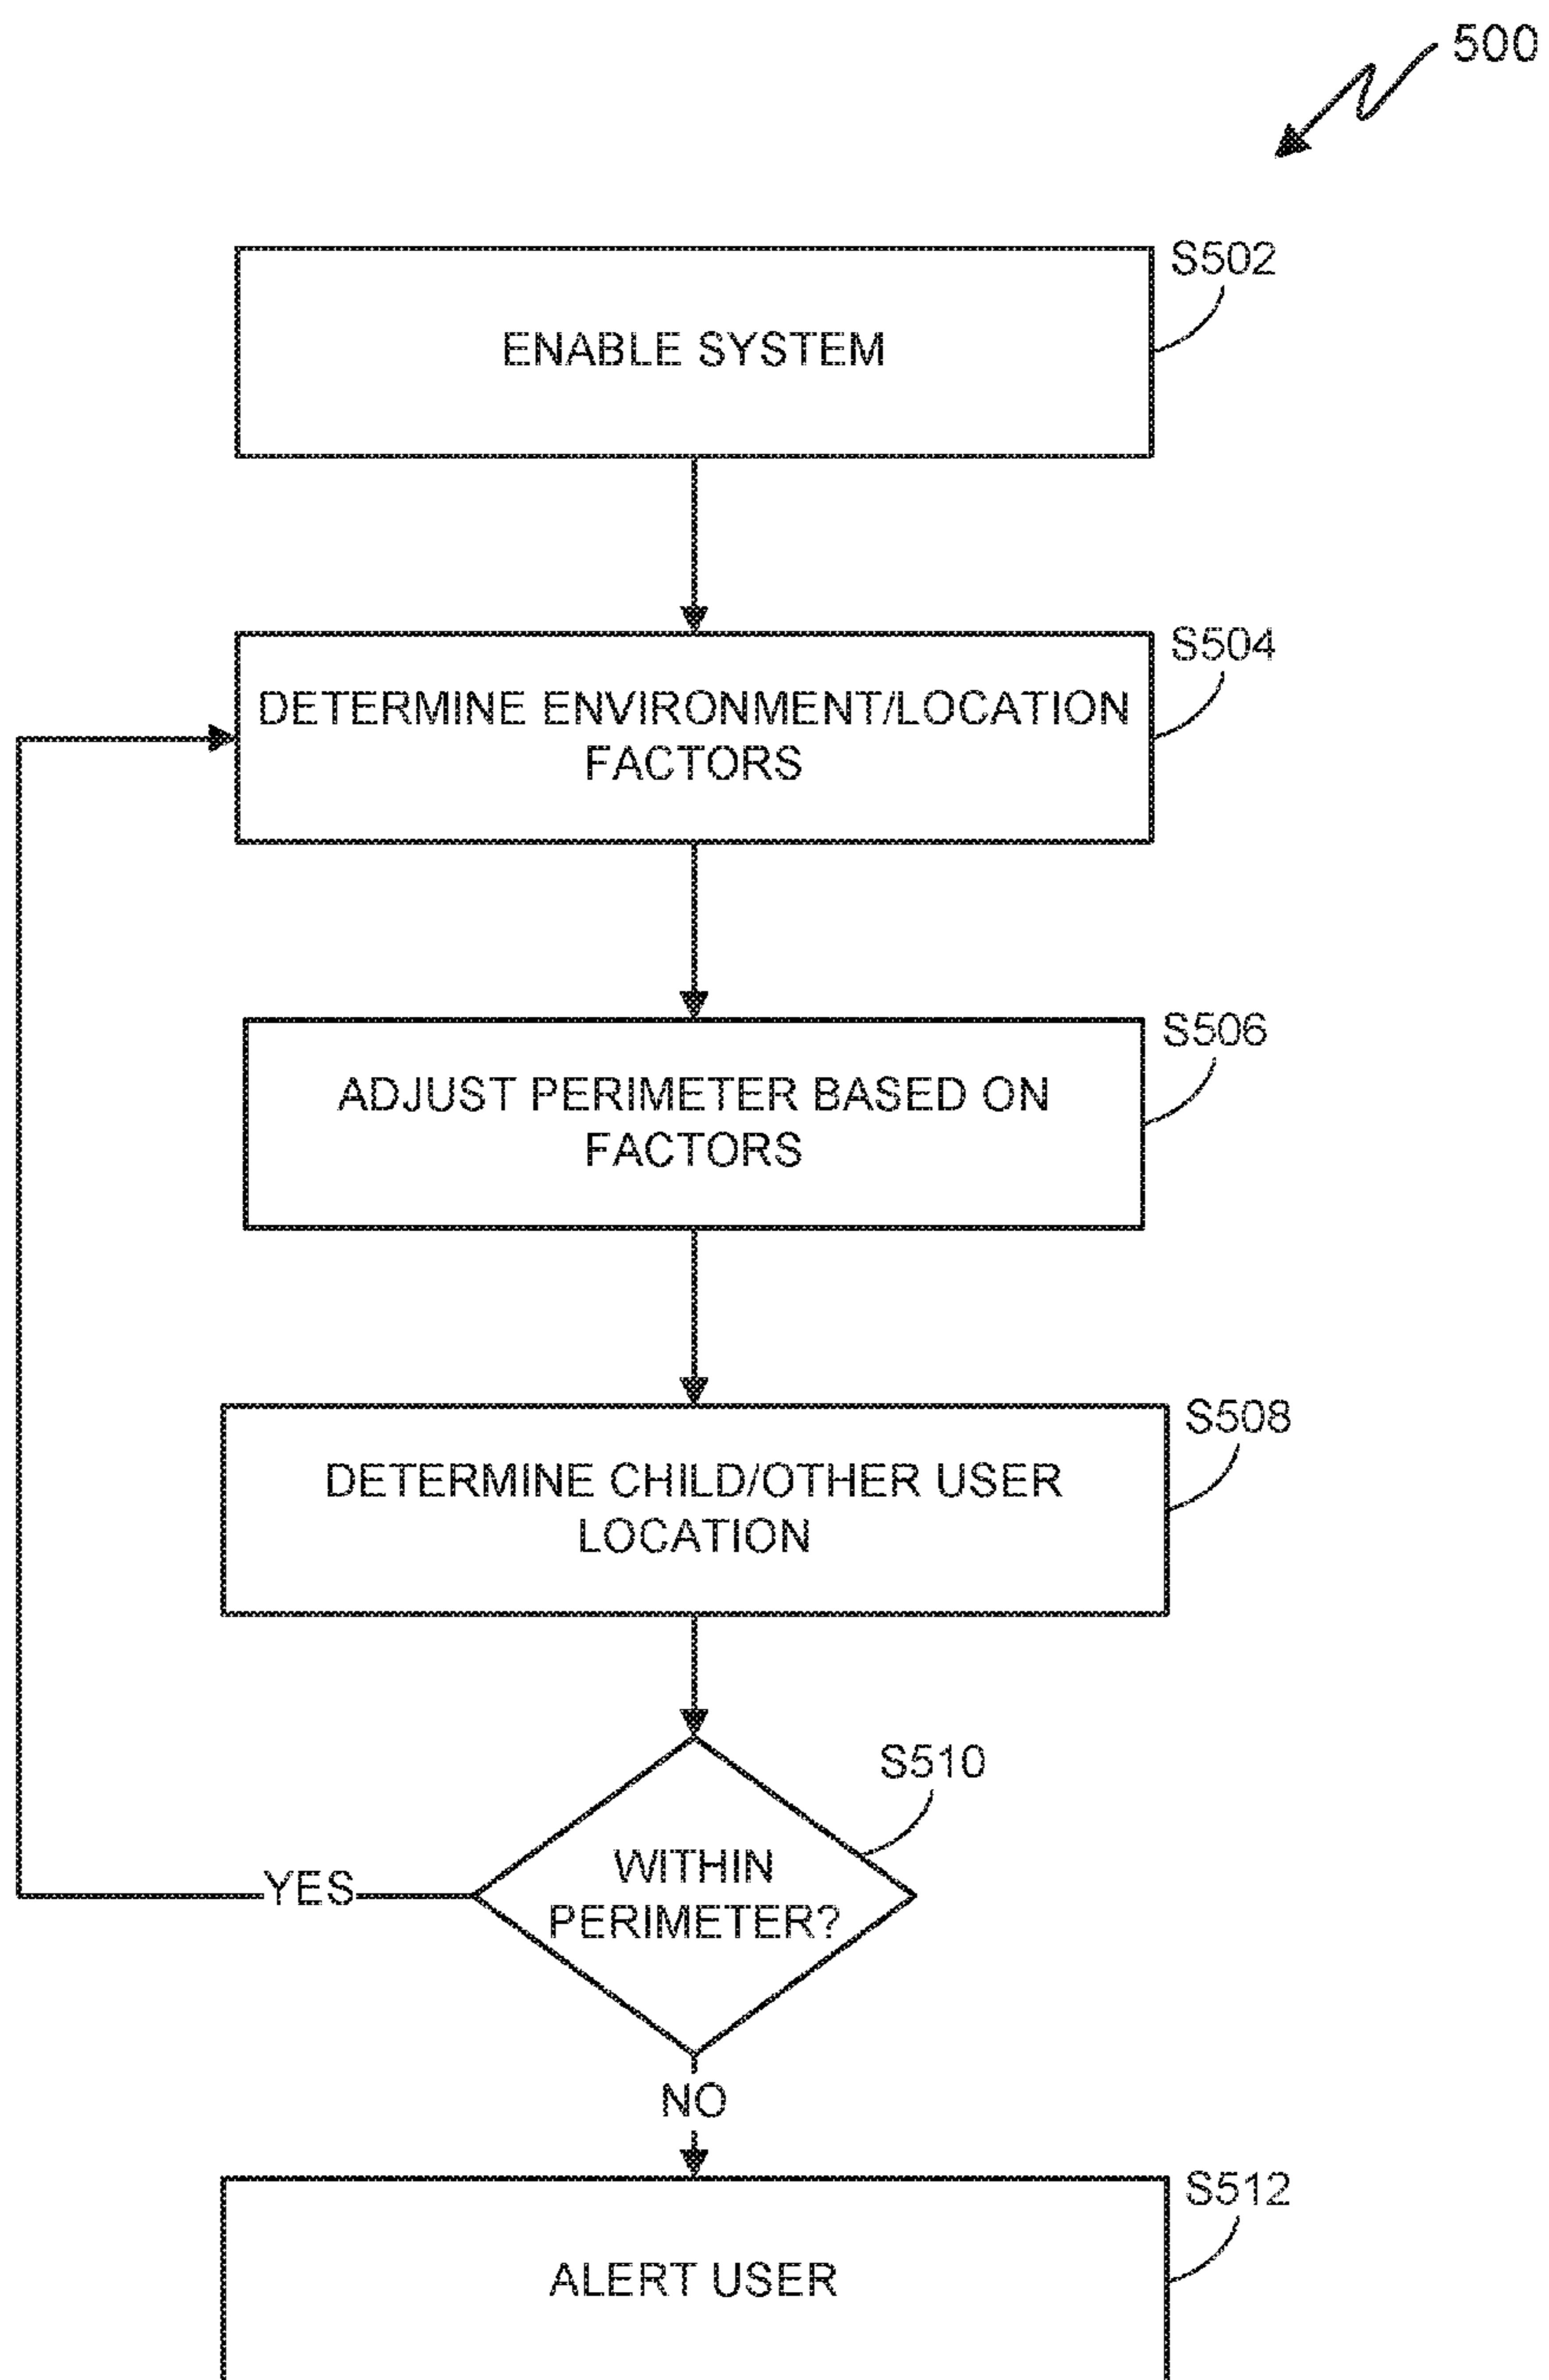 500
S502
ENABLE SYSTEM
S504
DETERMINE ENVIRONMENT/LOCATION
FACTORS
S506
ADJUST PERIMETER BASED ON
FACTORS
S508
DETERMINE CHILD/OTHER USER
LOCATION
S510
WITHIN
PERIMETER?
YES
NO
S512
ALERT USER